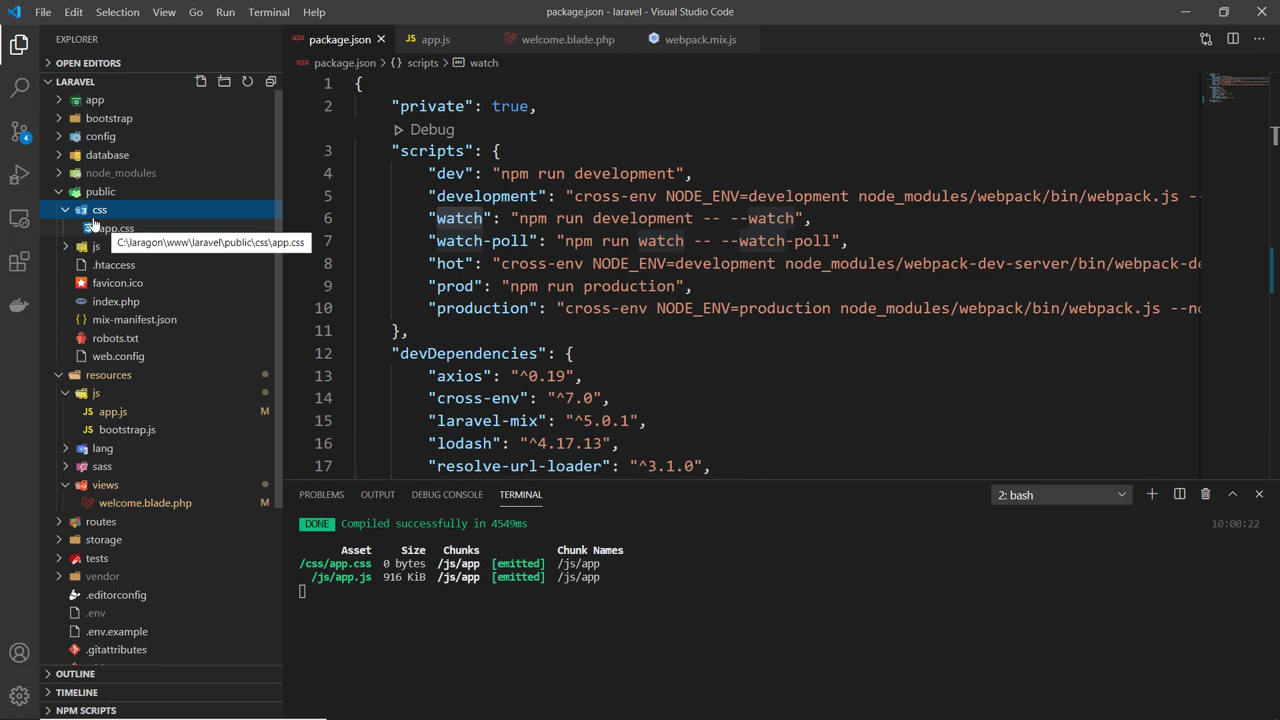 File Edit Selection View Go Run Terminal Help
package.json - laravel - Visual Studio Code
EXPLORER
package.json
JS app.js
welcome.blade.php
webpack.mix.js
OPEN EDITORS
package.json > {} scripts > watch
LARAVEL
app
bootstrap
config
database
node_modules
public
css
app.css
C:\laragon\www\laravel\public\css\app.css
js
.htaccess
favicon.ico
index.php
{} mix-manifest.json
robots.txt
web.config
resources
js
JS app.js M
JS bootstrap.js
lang
sass
views
welcome.blade.php M
routes
storage
tests
vendor
.editorconfig
.env
.env.example
.gitattributes
OUTLINE
TIMELINE
NPM SCRIPTS
4
1 {
2 "private": true,
Debug
3 "scripts": {
4 "dev": "npm run development",
5 "development": "cross-env NODE_ENV=development node_modules/webpack/bin/webpack.js --
6 "watch": "npm run development -- --watch",
7 "watch-poll": "npm run watch -- --watch-poll",
8 "hot": "cross-env NODE_ENV=development node_modules/webpack-dev-server/bin/webpack-de
9 "prod": "npm run production",
10 "production": "cross-env NODE_ENV=production node_modules/webpack/bin/webpack.js --no
11 },
12 "devDependencies": {
13 "axios": "^0.19",
14 "cross-env": "^7.0",
15 "laravel-mix": "^5.0.1",
16 "lodash": "^4.17.13",
17 "resolve-url-loader": "^3.1.0",
PROBLEMS OUTPUT DEBUG CONSOLE TERMINAL
2: bash
DONE Compiled successfully in 4549ms 10:00:22
Asset Size Chunks Chunk Names
/css/app.css 0 bytes /js/app [emitted] /js/app
/js/app.js 916 KiB /js/app [emitted] /js/app